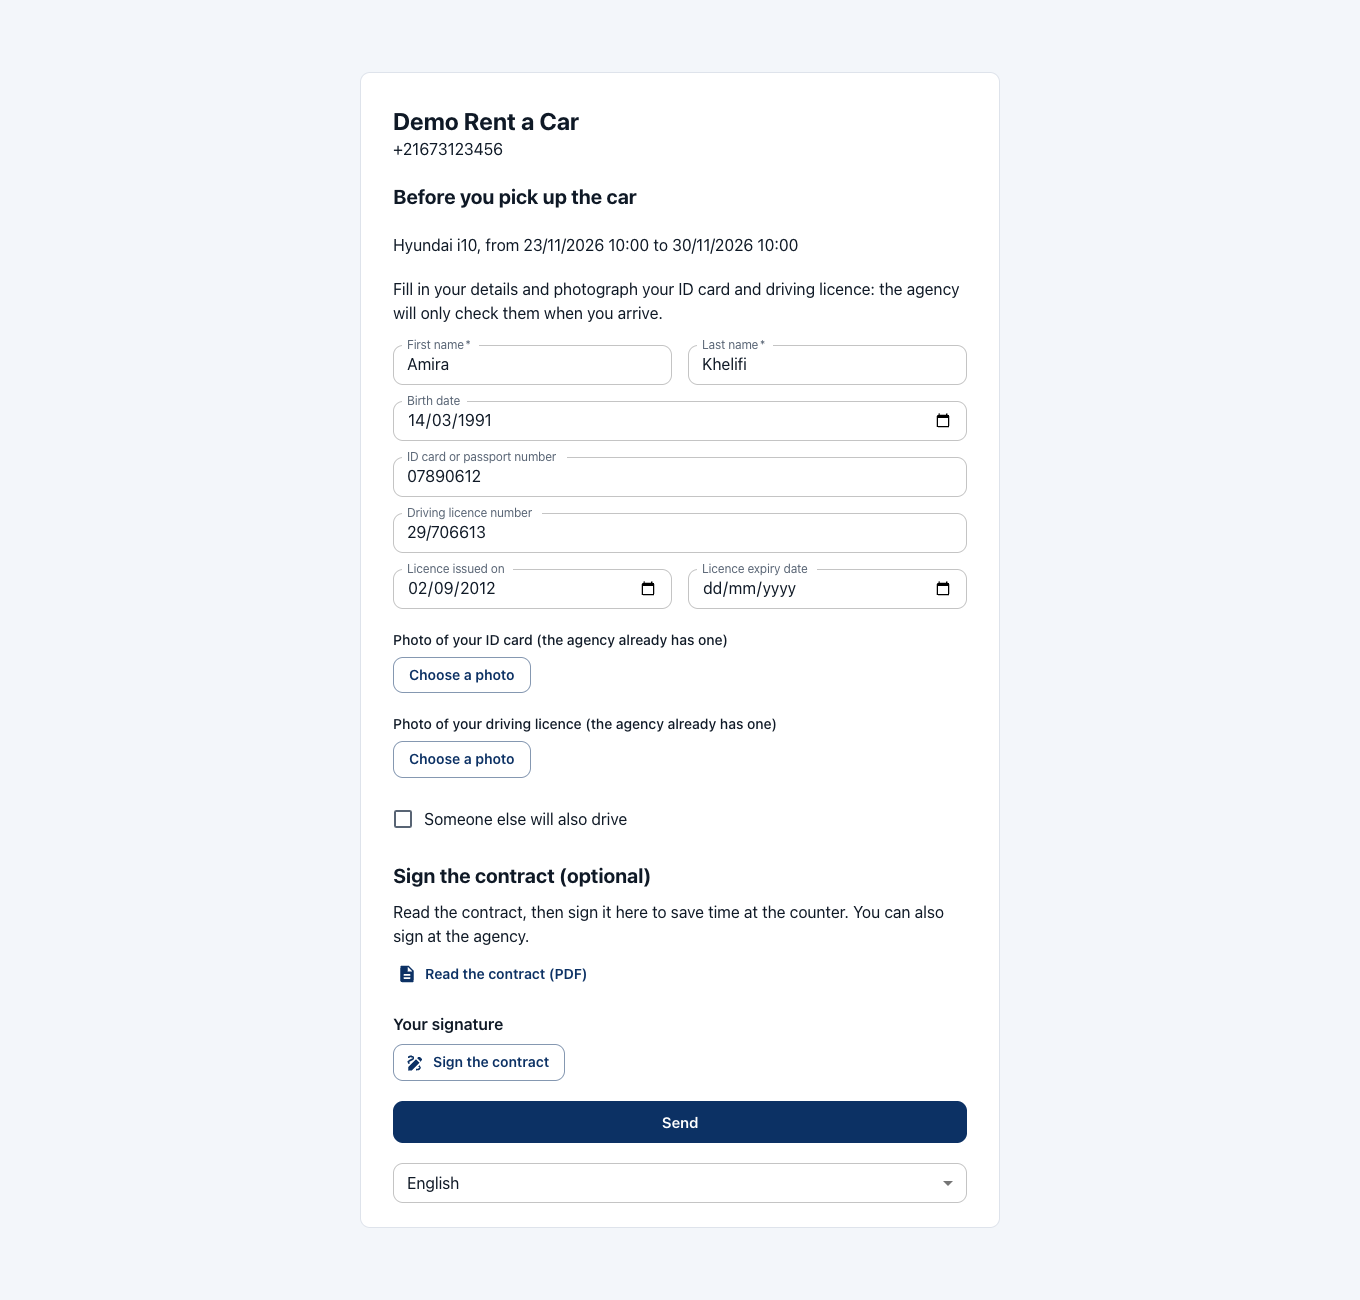 Demo Rent a Car
+21673123456
Before you pick up the car
Hyundai i10, from 23/11/2026 10:00 to 30/11/2026 10:00
Fill in your details and photograph your ID card and driving licence: the agency
will only check them when you arrive.
First name *
Amira
Last name *
Khelifi
Birth date
14/03/1991
ID card or passport number
07890612
Driving licence number
29/706613
Licence issued on
02/09/2012
Licence expiry date
dd/mm/yyyy
Photo of your ID card (the agency already has one)
Choose a photo
Photo of your driving licence (the agency already has one)
Choose a photo
Someone else will also drive
Sign the contract (optional)
Read the contract, then sign it here to save time at the counter. You can also
sign at the agency.
Read the contract (PDF)
Your signature
Sign the contract
Send
English